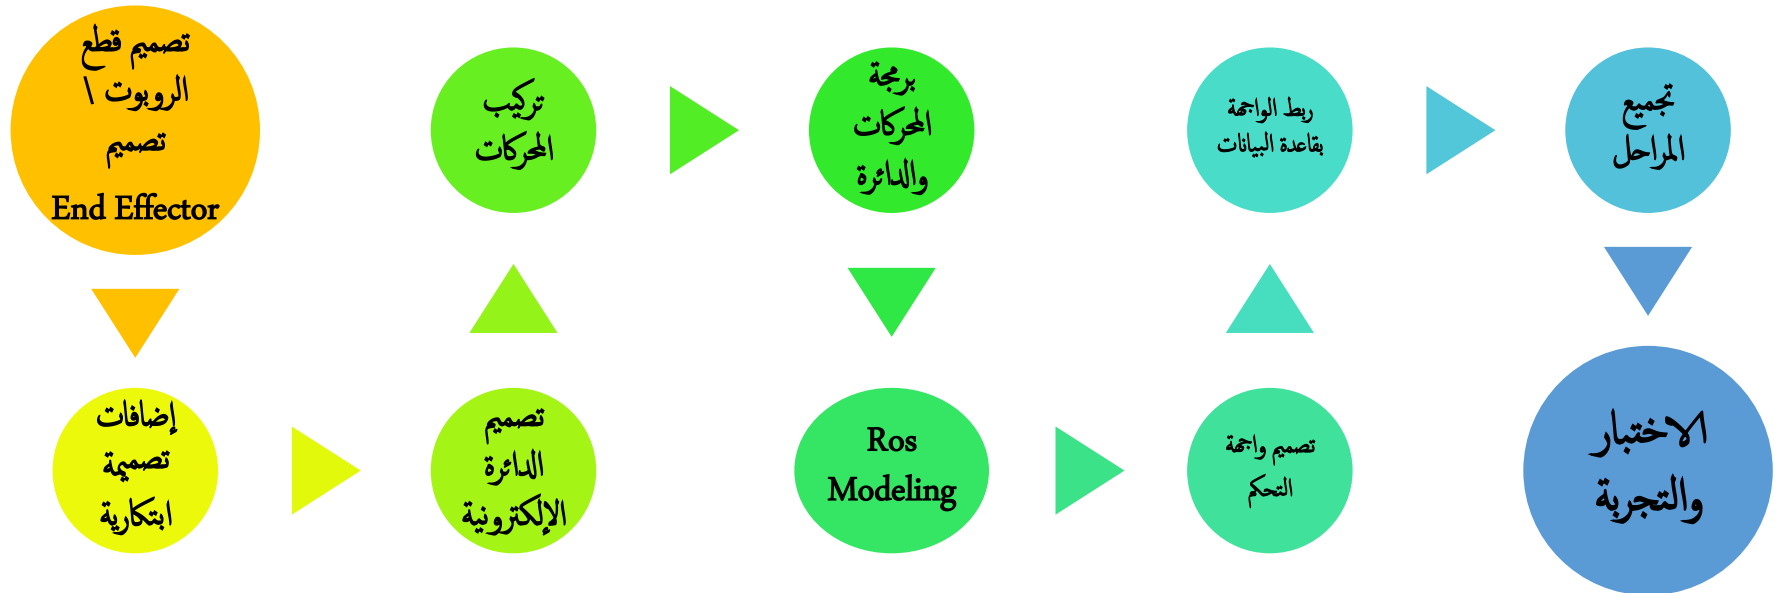 تصميم قطع
الروبوت \
تصميم
End Effector
إضافات
تصميمة
ابتكارية
تصميم
الدائرة
الإلكترونية
تركيب
المحركات
برمجة
المحركات
والدائرة
Ros
Modeling
تصميم واجهة
التحكم
ربط الواجهة
بقاعدة البيانات
تجميع
المراحل
الاختبار
والتجربة